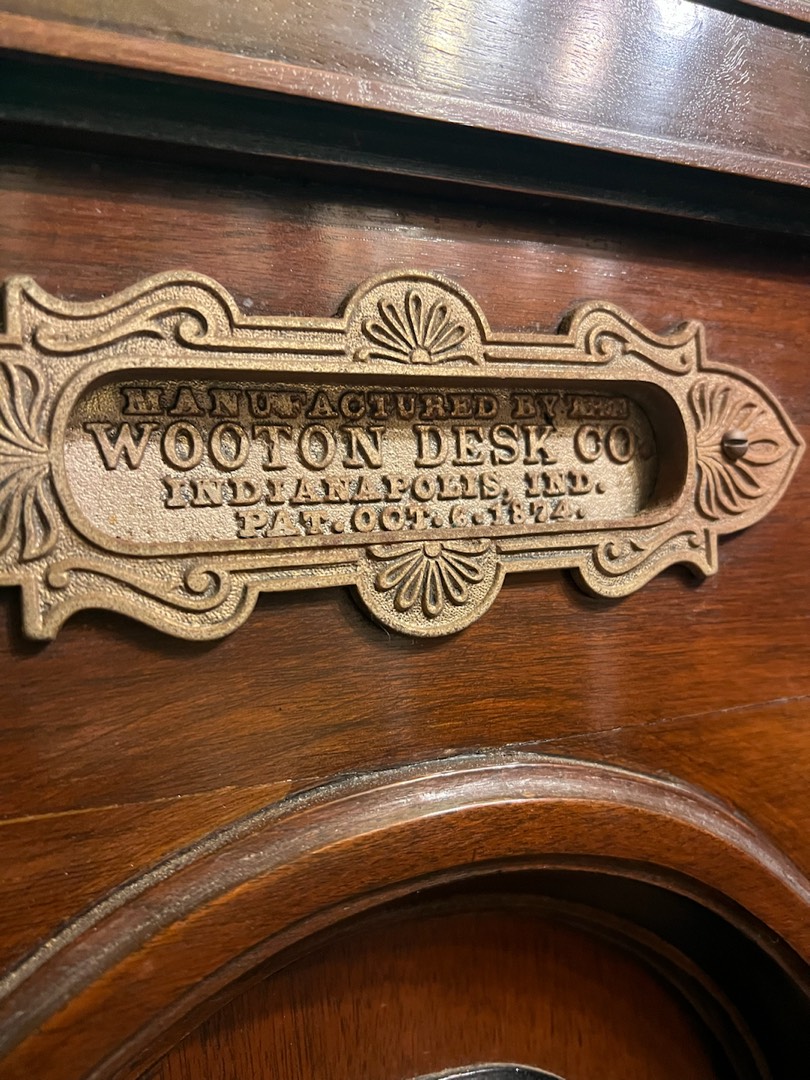 MANUFACTURED BY THE
WOOTON DESK CO.
INDIANAPOLIS, IND.
PAT. OCT. 6. 1874.